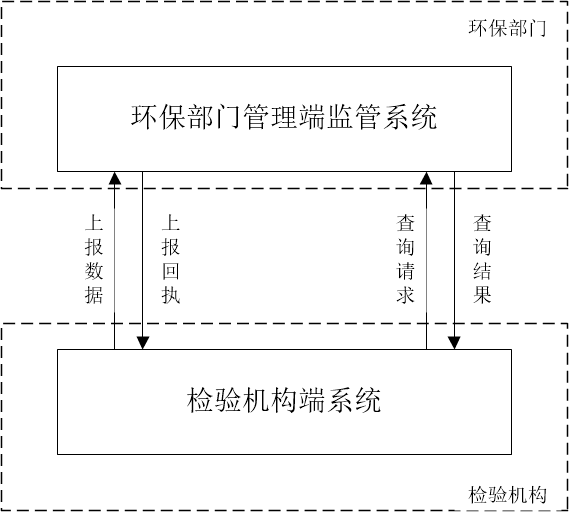 环保部门
环保部门管理端监管系统
上报数据
上报回执
查询请求
查询结果
检验机构端系统
检验机构